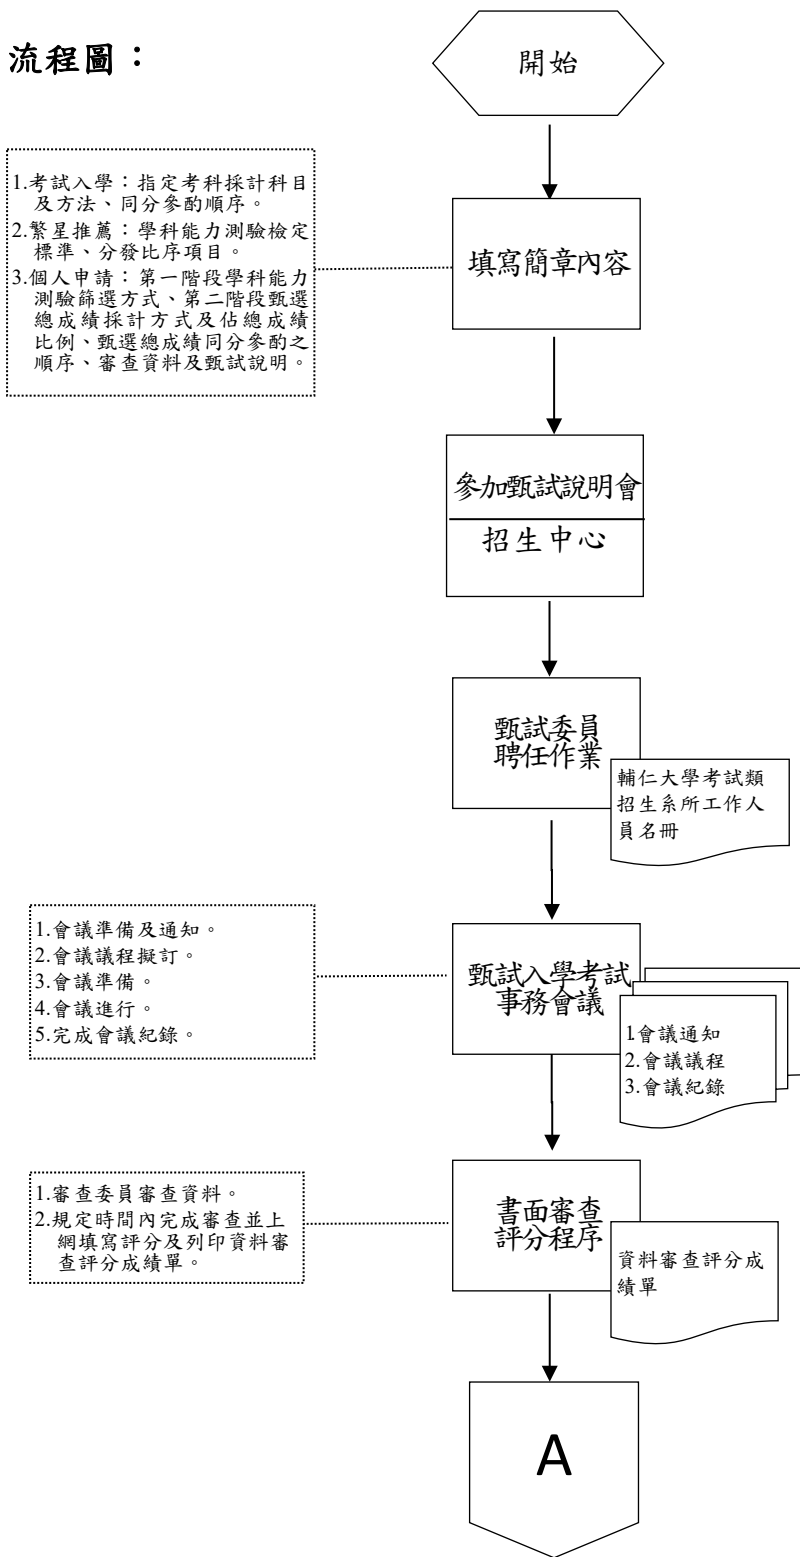 流程圖：
開始
1.考試入學：指定考科採計科目
及方法、同分參酌順序。
2.繁星推薦：學科能力測驗檢定
標準、分發比序項目。
3.個人申請：第一階段學科能力
測驗篩選方式、第二階段甄選
總成績採計方式及佔總成績
比例、甄選總成績同分參酌之
順序、審查資料及甄試說明。
填寫簡章內容
參加甄試說明會
招生中心
甄試委員
聘任作業
輔仁大學考試類
招生系所工作人
員名冊
1.會議準備及通知。
2.會議議程擬訂。
3.會議準備。
4.會議進行。
5.完成會議紀錄。
甄試入學考試
事務會議
1.會議通知
2.會議議程
3.會議紀錄
1.審查委員審查資料。
2.規定時間內完成審查並上
網填寫評分及列印資料審
查評分成績單。
書面審查
評分程序
資料審查評分成
績單
A